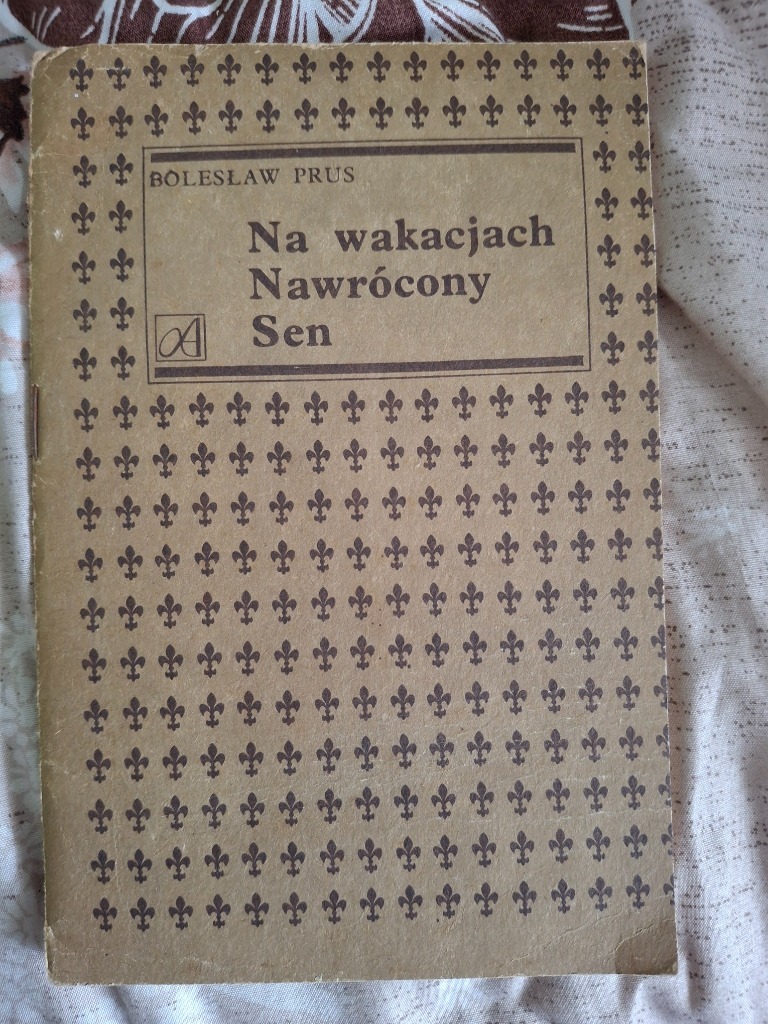 BOLESŁAW PRUS
Na wakacjach
Nawrócony
Sen